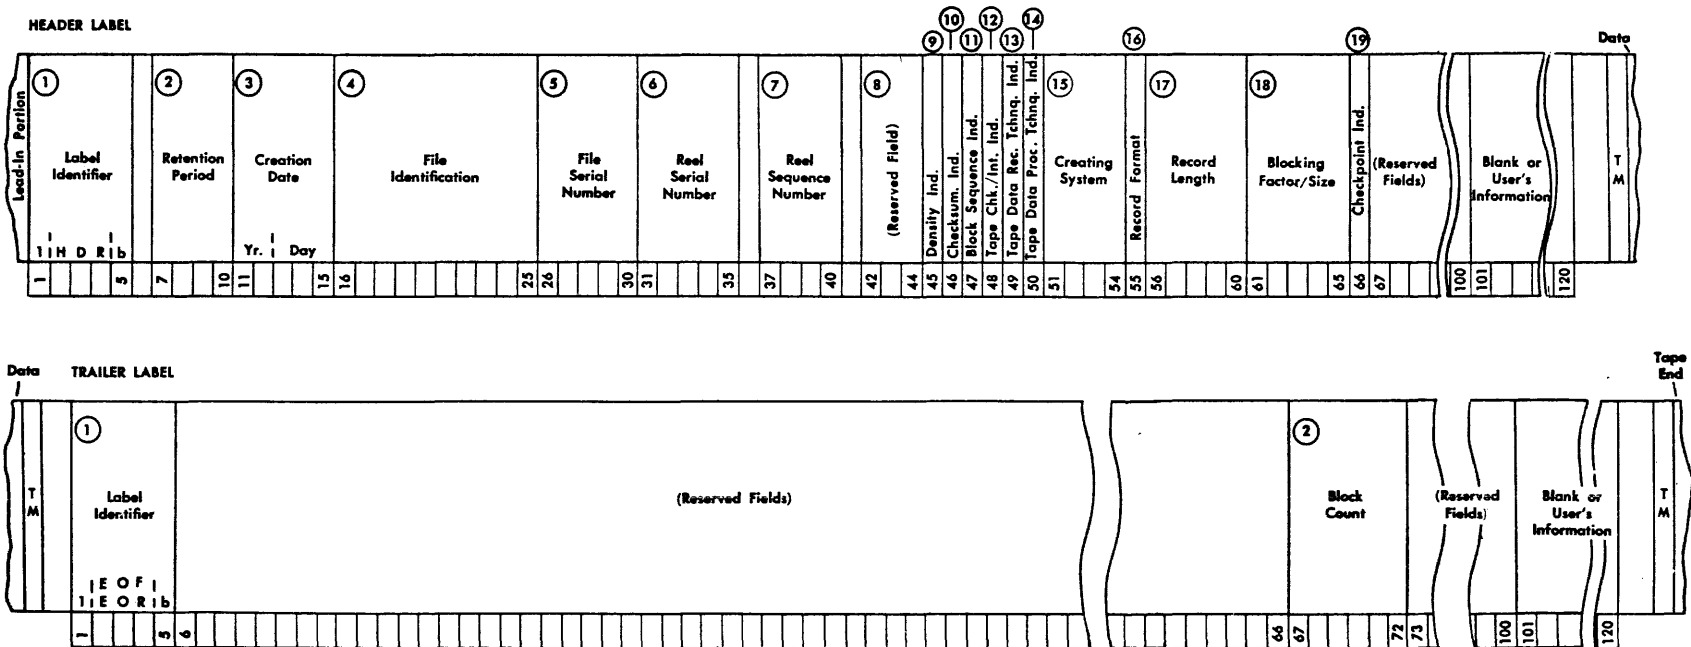 HEADER LABEL
9 10 11 12 13 14 16 19 Data
Lead-In Portion
1 Label Identifier
1 H D R b
2 Retention Period
3 Creation Date
Yr. Day
4 File Identification
5 File Serial Number
6 Reel Serial Number
7 Reel Sequence Number
8 (Reserved Field)
Density Ind.
Checksum. Ind.
Block Sequence Ind.
Tape Chk./Int. Ind.
Tape Data Rec. Tchnq. Ind.
Tape Data Proc. Tchnq. Ind.
15 Creating System
Record Format
17 Record Length
18 Blocking Factor/Size
Checkpoint Ind.
(Reserved Fields)
Blank or User's Information
T M
1 5 7 10 11 15 16 25 26 30 31 35 37 40 42 44 45 46 47 48 49 50 51 54 55 56 60 61 65 66 67 100 101 120
Data TRAILER LABEL Tape End
T M
1 Label Identifier
E O F
1 E O R b
(Reserved Fields)
2 Block Count
(Reserved Fields)
Blank or User's Information
T M
1 5 6 66 67 72 73 100 101 120